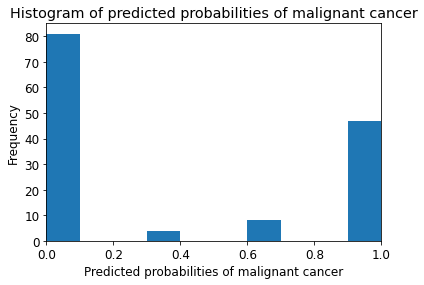 Histogram of predicted probabilities of malignant cancer
80
70
60
50
40
30
20
10
0
Frequency
0.0 0.2 0.4 0.6 0.8 1.0
Predicted probabilities of malignant cancer